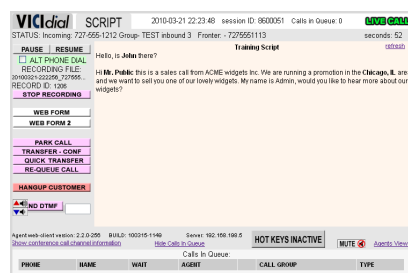 VICIdial SCRIPT 2010-03-21 22:23:48 session ID: 8600051 Calls in Queue: 0 LIVE CALL
STATUS: Incoming: 727-555-1212 Group- TEST inbound 3 Fronter: - 7275551113 seconds: 52
PAUSE RESUME
Training Script
refresh
ALT PHONE DIAL
Hello, is John there?
RECORDING FILE:
20100321-222256_727555...
Hi Mr. Public this is a sales call from ACME widgets Inc. We are running a promotion in the Chicago, IL are
RECORD ID: 1206
and we want to sell you one of our lovely widgets. My name is Admin, would you like to hear more about our
widgets?
STOP RECORDING
WEB FORM
WEB FORM 2
PARK CALL
TRANSFER - CONF
QUICK TRANSFER
RE-QUEUE CALL
HANGUP CUSTOMER
ND DTMF
Agent web-client version: 2.2.0-255 BUILD: 100315-1149 Server: 192.168.198.5
Show conference call channel information Hide Calls In Queue
HOT KEYS INACTIVE
MUTE
Agents View
Calls In Queue:
PHONE NAME WAIT AGENT CALL GROUP TYPE